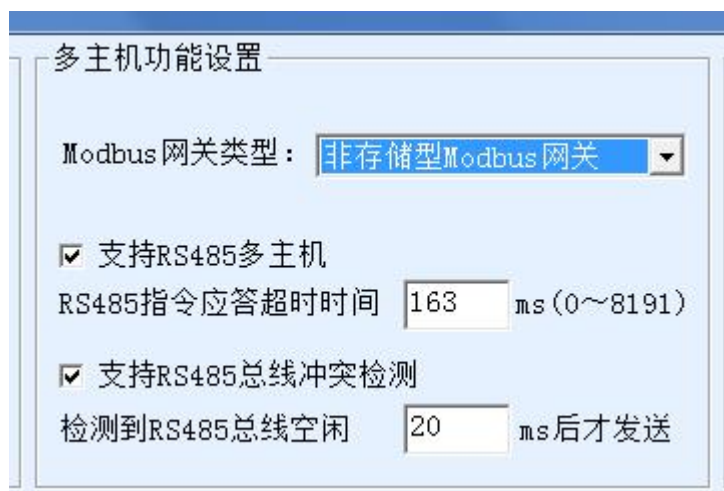 多主机功能设置
Modbus网关类型：非存储型Modbus网关
支持RS485多主机
RS485指令应答超时时间 163 ms(0～8191)
支持RS485总线冲突检测
检测到RS485总线空闲 20 ms后才发送